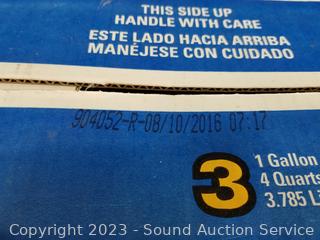 THIS SIDE UP
HANDLE WITH CARE
ESTE LADO HACIA ARRIBA
MANÉJESE CON CUIDADO
904052-R-08/10/2016 07:17
3
1 Gallon
4 Quarts
3.785 Li
Copyright 2023 - Sound Auction Service